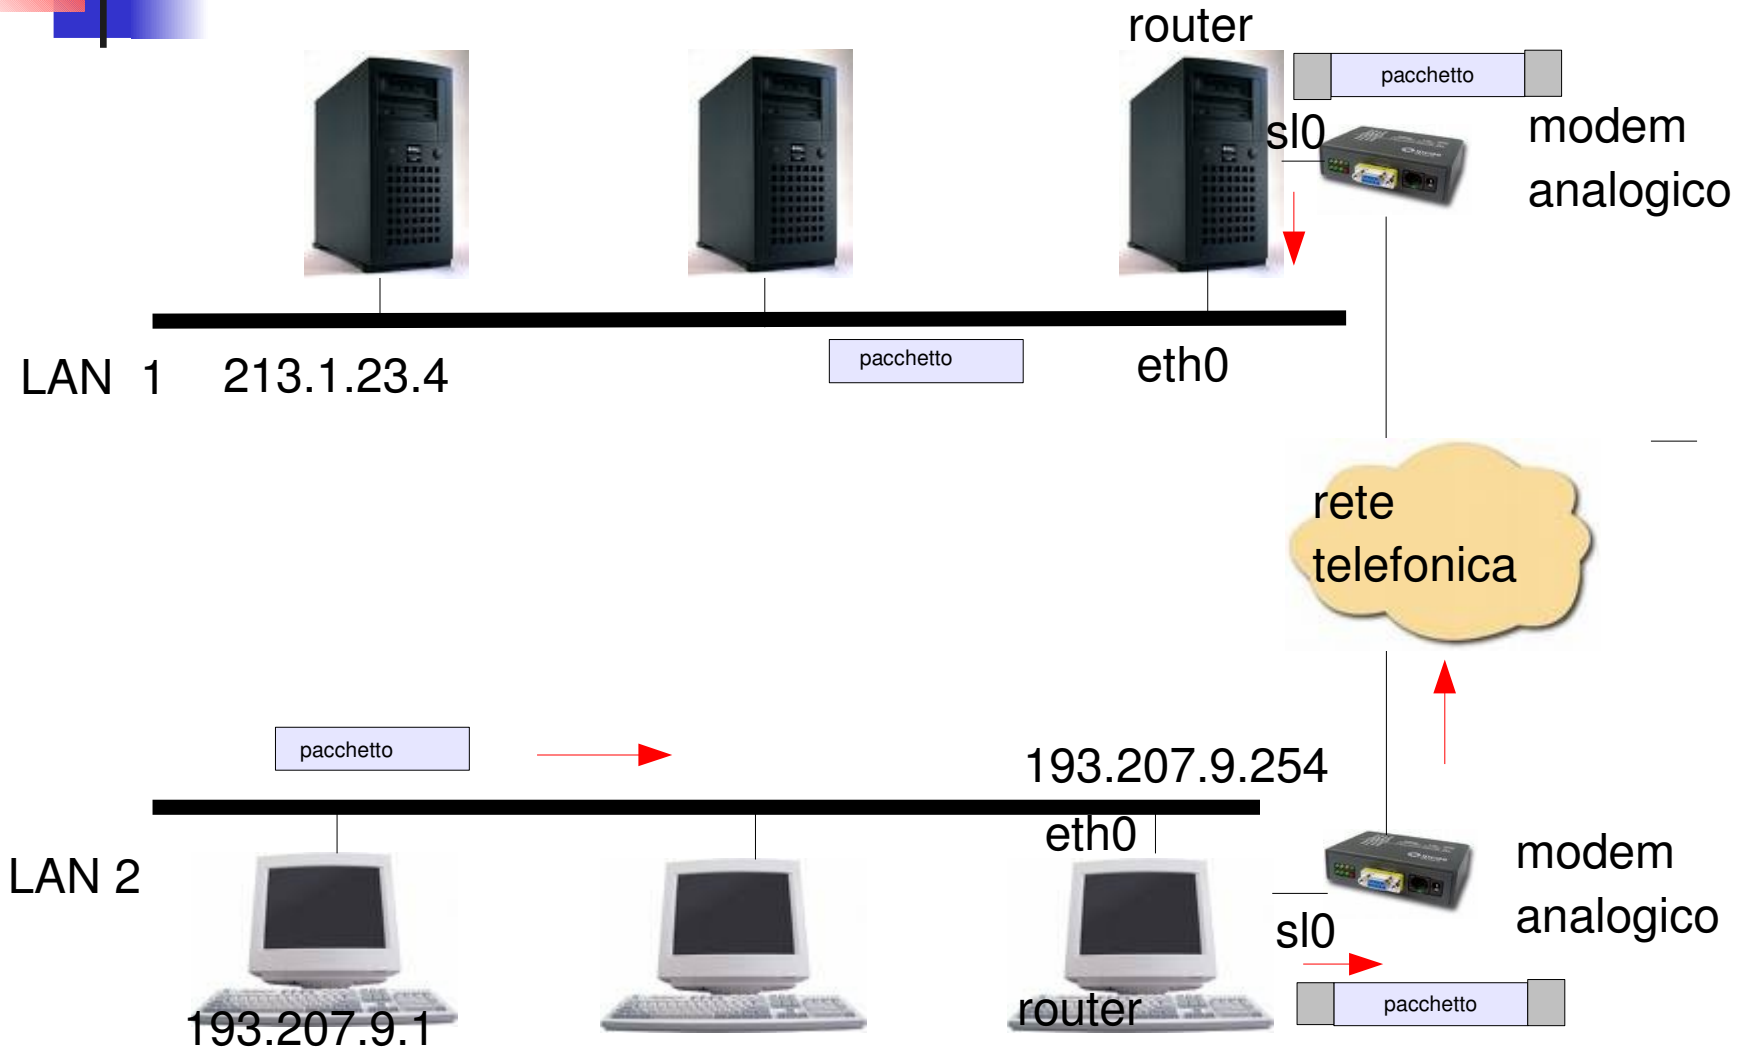 router
pacchetto
sl0
modem
analogico
LAN 1
213.1.23.4
pacchetto
eth0
rete
telefonica
pacchetto
193.207.9.254
eth0
LAN 2
modem
analogico
sl0
193.207.9.1
router
pacchetto